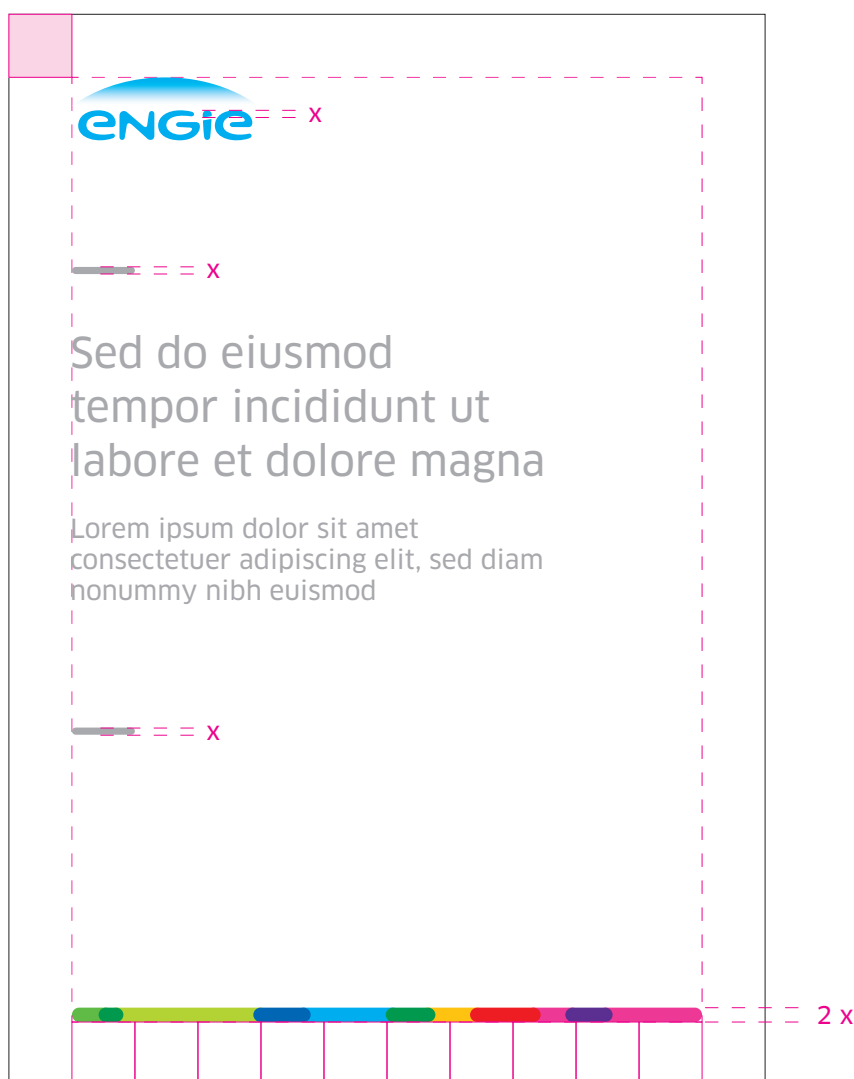 eNGie
x
x
Sed do eiusmod
tempor incididunt ut
labore et dolore magna
Lorem ipsum dolor sit amet
consectetuer adipiscing elit, sed diam
nonummy nibh euismod
x
2 x